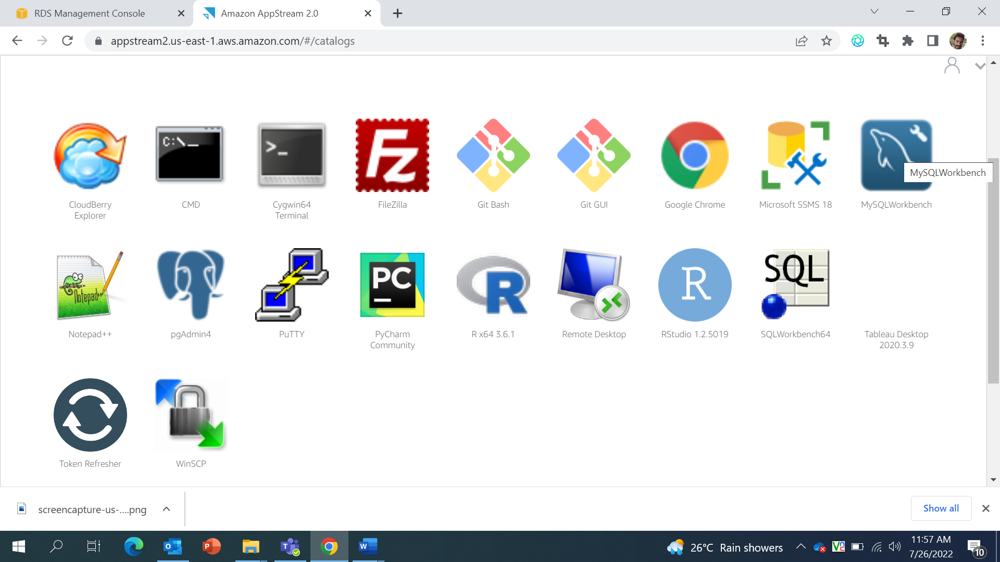 RDS Management Console
Amazon AppStream 2.0
appstream2.us-east-1.aws.amazon.com/#/catalogs
C:\_
>_
Fz
MySQLWorkbench
CloudBerry
Explorer
CMD
Cygwin64
Terminal
FileZilla
Git Bash
Git GUI
Google Chrome
Microsoft SSMS 18
MySQLWorkbench
Notepad++
PC
R
R
SQL
Notepad++
pgAdmin4
PuTTY
PyCharm
Community
R x64 3.6.1
Remote Desktop
RStudio 1.2.5019
SQLWorkbench64
Tableau Desktop
2020.3.9
Token Refresher
WinSCP
screencapture-us-....png
Show all
26°C Rain showers
11:57 AM
7/26/2022
10